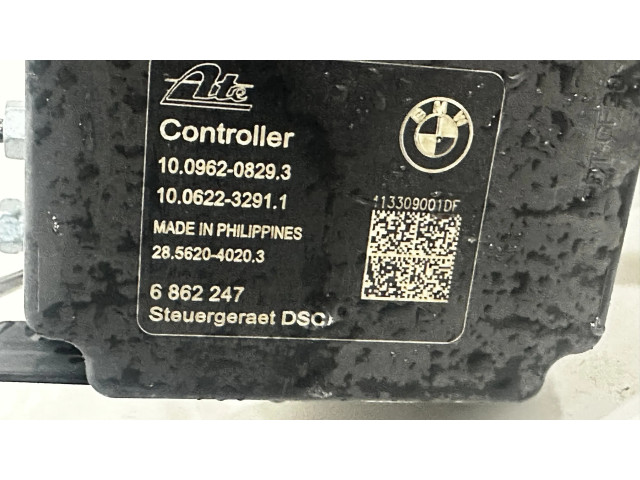 Ate
BMW
Controller
10.0962-0829.3
10.0622-3291.1
113309001DF
MADE IN PHILIPPINES
28.5620-4020.3
6 862 247
Steuergeraet DSC